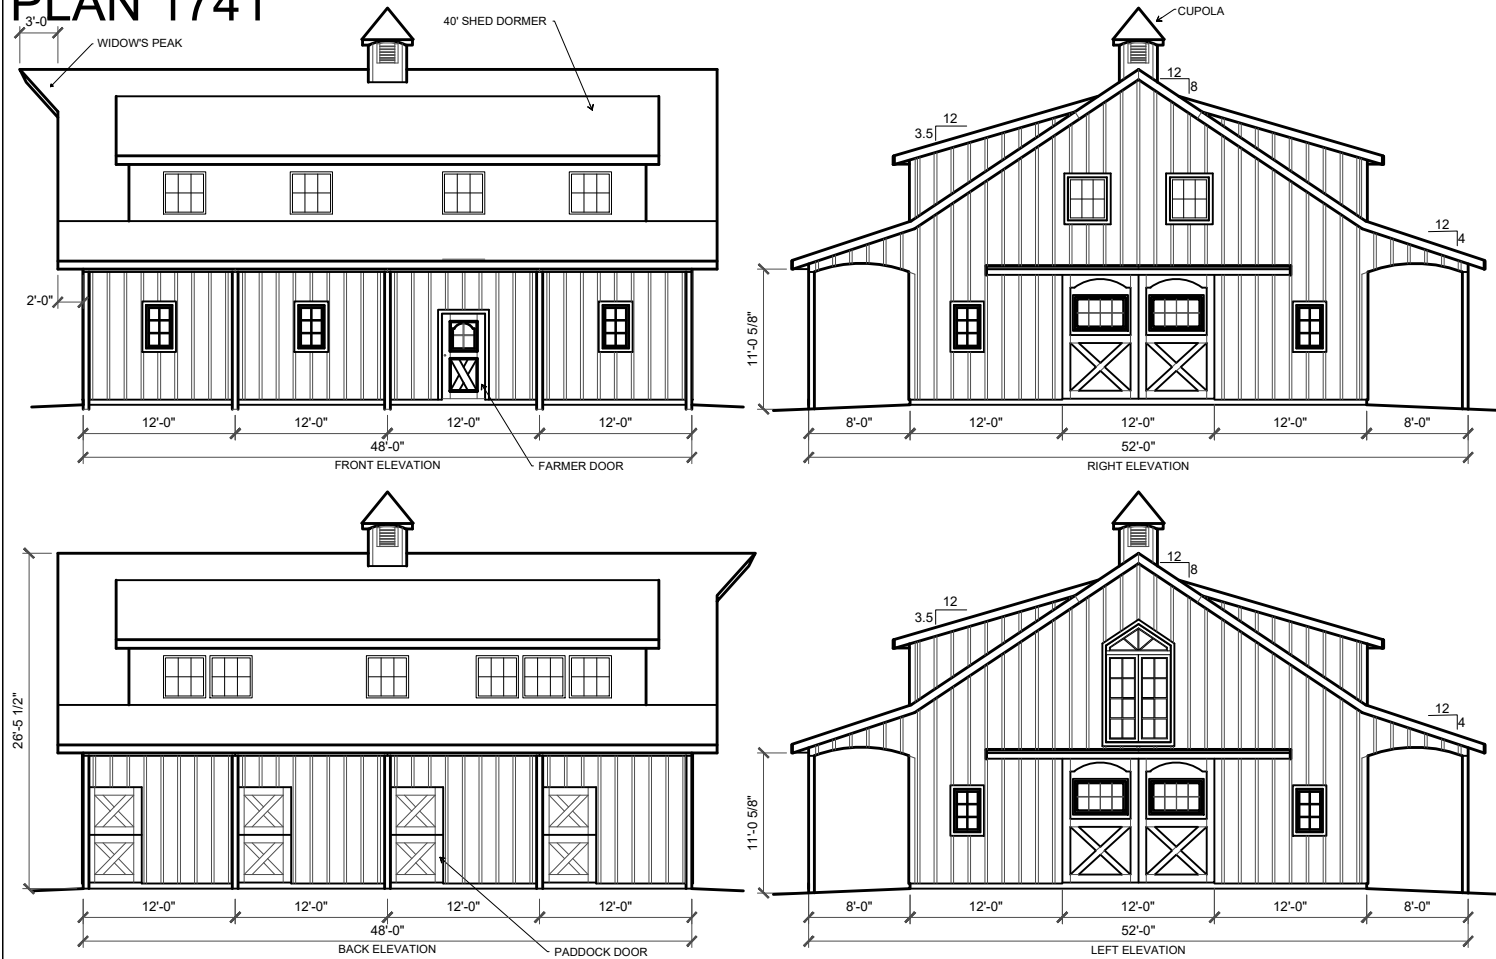 PLAN 1741
3'-0"
WIDOW'S PEAK
40' SHED DORMER
2'-0"
12'-0" 12'-0" 12'-0" 12'-0"
48'-0"
FRONT ELEVATION
FARMER DOOR
CUPOLA
12
8
12
3.5
12
4
11'-0 5/8"
8'-0" 12'-0" 12'-0" 12'-0" 8'-0"
52'-0"
RIGHT ELEVATION
26'-5 1/2"
12'-0" 12'-0" 12'-0" 12'-0"
48'-0"
BACK ELEVATION
PADDOCK DOOR
12
8
12
3.5
12
4
11'-0 5/8"
8'-0" 12'-0" 12'-0" 12'-0" 8'-0"
52'-0"
LEFT ELEVATION